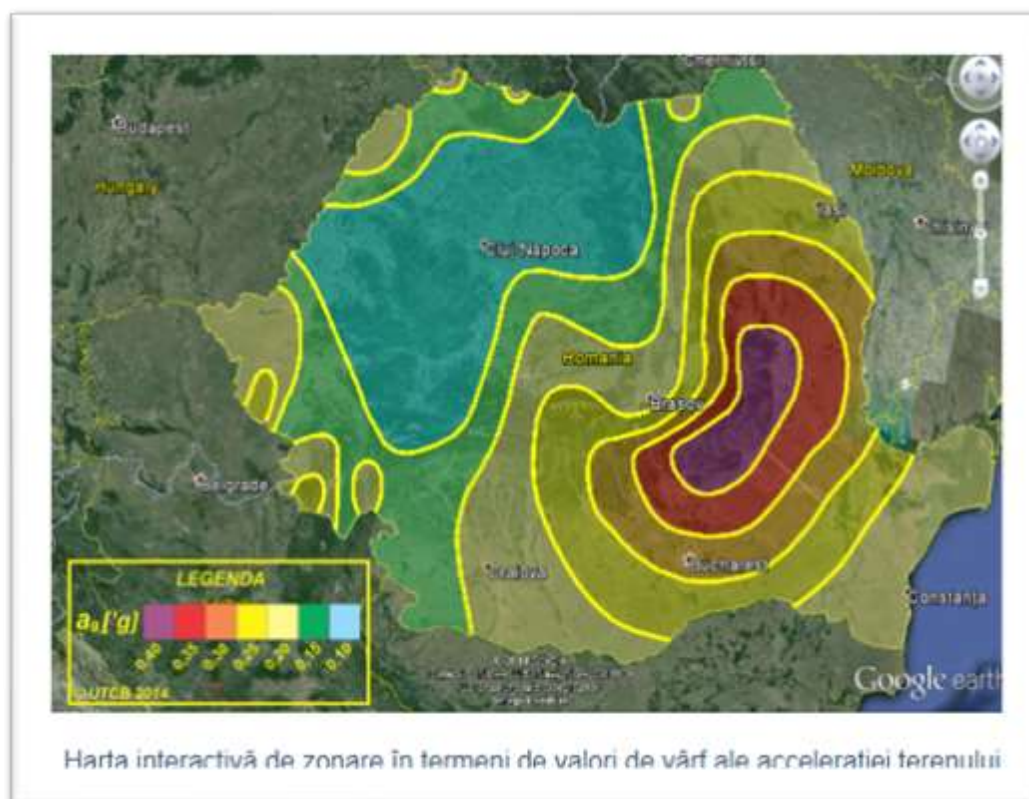 Budapest
Hungary
Moldova
Iași
Cluj Napoca
Romania
Brașov
Belgrade
Bucharest
Craiova
Constanța
LEGENDA
ag ['g]
0,40 0,35 0,30 0,25 0,20 0,15 0,10
UTCB 2014
Google earth
Harta interactivă de zonare în termeni de valori de vârf ale accelerației terenului